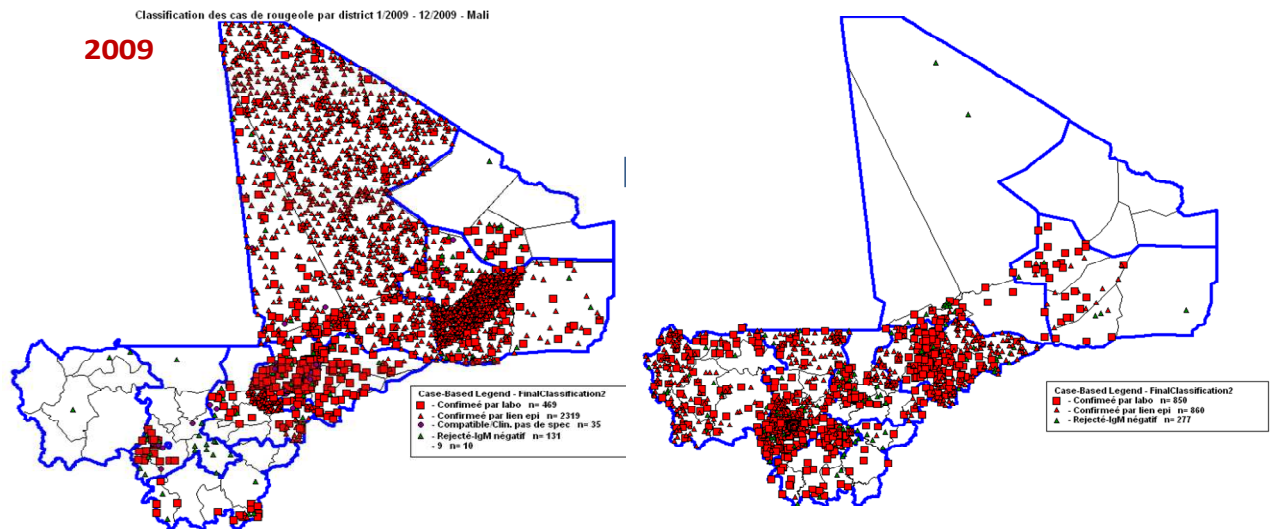 Classification des cas de rougeole par district 1/2009 - 12/2009 - Mali
2009
Case-Based Legend - FinalClassification2
- Confimeé par labo n= 469
- Confirmeé par lien epi n= 2319
- Compatible/Clin. pas de spec n= 35
- Rejecté-IgM négatif n= 131
- 9 n= 10
Case-Based Legend - FinalClassification2
- Confimeé par labo n= 850
- Confirmeé par lien epi n= 860
- Rejecté-IgM négatif n= 277